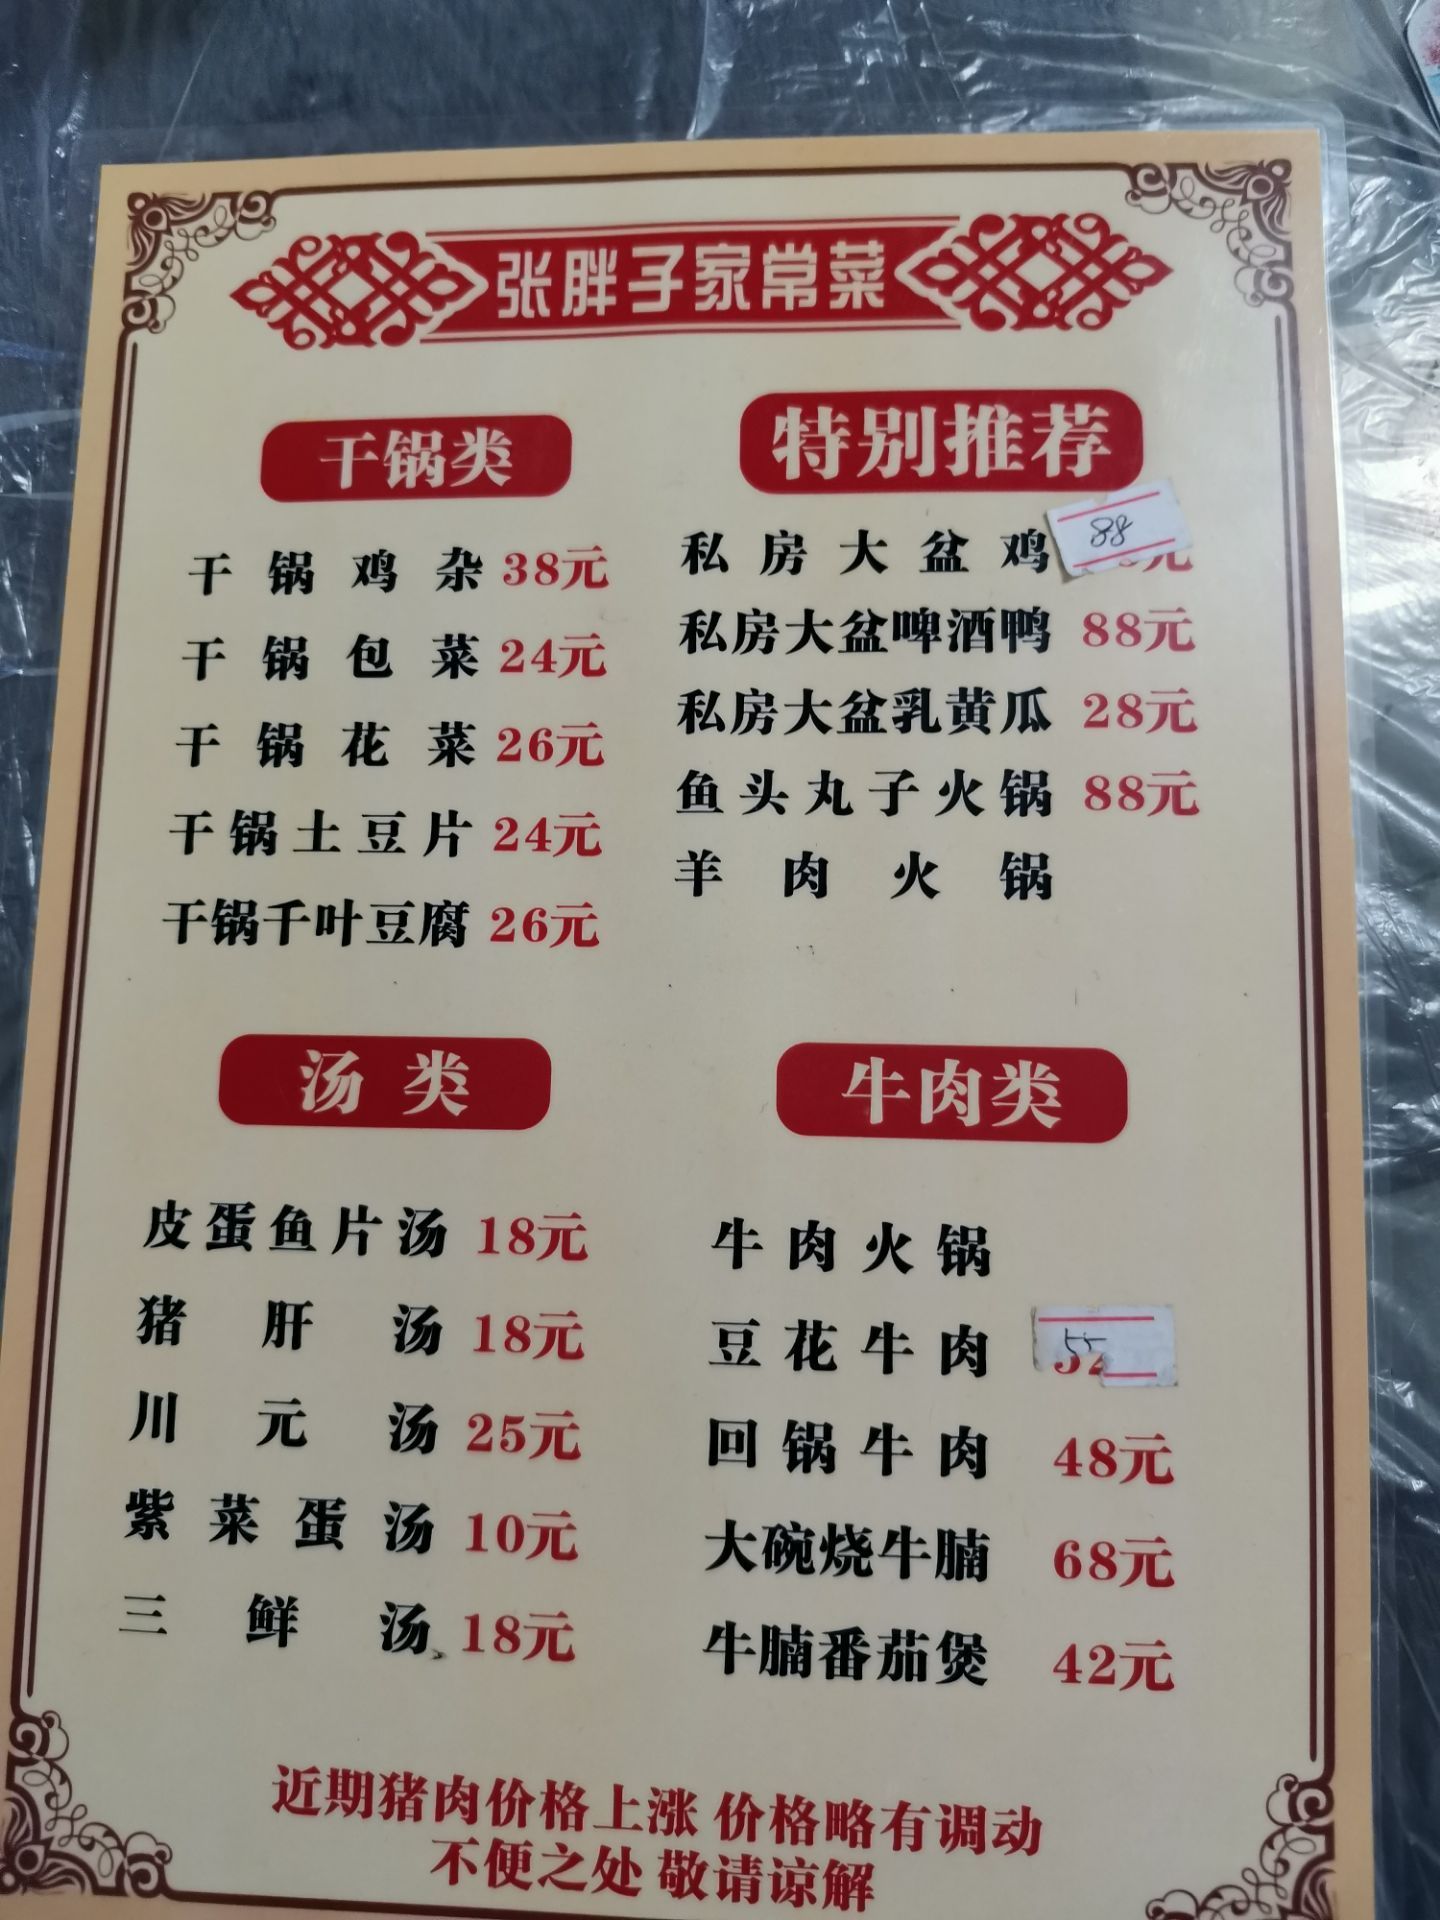 张胖子家常菜
干锅类
干锅鸡杂 38元
干锅包菜 24元
干锅花菜 26元
干锅土豆片 24元
干锅千叶豆腐 26元
特别推荐
私房大盆鸡 88元
私房大盆啤酒鸭 88元
私房大盆乳黄瓜 28元
鱼头丸子火锅 88元
羊肉火锅
汤类
皮蛋鱼片汤 18元
猪肝汤 18元
川元汤 25元
紫菜蛋汤 10元
三鲜汤 18元
牛肉类
牛肉火锅
豆花牛肉 55
回锅牛肉 48元
大碗烧牛腩 68元
牛腩番茄煲 42元
近期猪肉价格上涨 价格略有调动
不便之处 敬请谅解